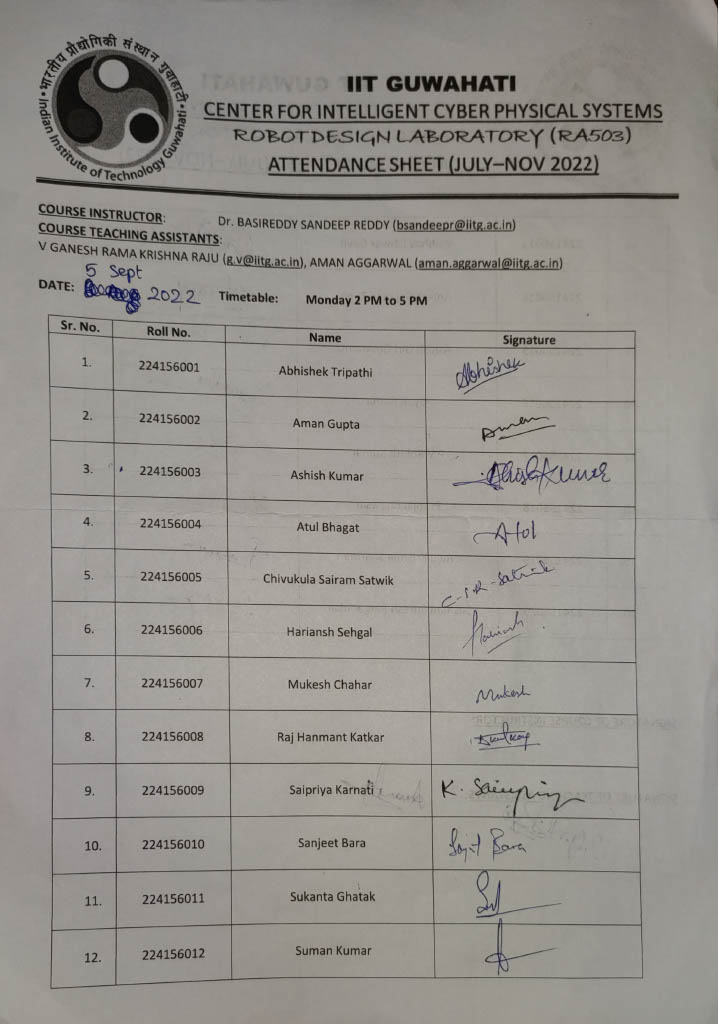 भारतीय प्रौद्योगिकी संस्थान गुवाहाटी
Indian Institute of Technology Guwahati
IIT GUWAHATI
CENTER FOR INTELLIGENT CYBER PHYSICAL SYSTEMS
ROBOT DESIGN LABORATORY (RA503)
ATTENDANCE SHEET (JULY–NOV 2022)
COURSE INSTRUCTOR: Dr. BASIREDDY SANDEEP REDDY (bsandeepr@iitg.ac.in)
COURSE TEACHING ASSISTANTS:
V GANESH RAMA KRISHNA RAJU (g.v@iitg.ac.in), AMAN AGGARWAL (aman.aggarwal@iitg.ac.in)
5 Sept
DATE: 2022 Timetable: Monday 2 PM to 5 PM
Sr. No. Roll No. Name Signature
1. 224156001 Abhishek Tripathi Abhishek
2. 224156002 Aman Gupta Aman
3. 224156003 Ashish Kumar Ashish Kumar
4. 224156004 Atul Bhagat Atul
5. 224156005 Chivukula Sairam Satwik C-S.R-Satwik
6. 224156006 Hariansh Sehgal Hariansh
7. 224156007 Mukesh Chahar Mukesh
8. 224156008 Raj Hanmant Katkar
9. 224156009 Saipriya Karnati K. Saipriya
10. 224156010 Sanjeet Bara Sanjeet Bara
11. 224156011 Sukanta Ghatak
12. 224156012 Suman Kumar